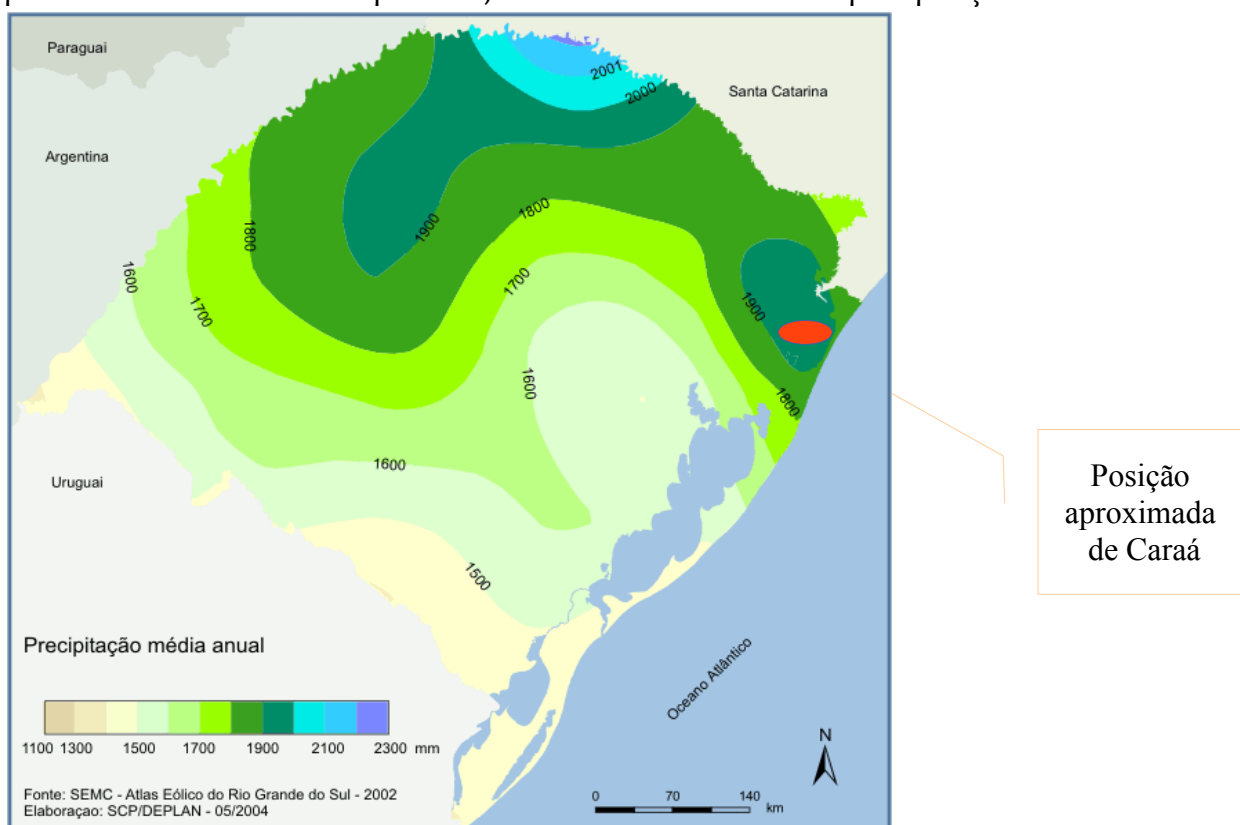 Paraguai
Santa Catarina
Argentina
Uruguai
2001
2000
1900
1800
1800
1700
1600
1700
1900
1800
1600
1600
1500
Posição
aproximada
de Caraá
Oceano Atlântico
Precipitação média anual
1100 1300 1500 1700 1900 2100 2300 mm
Fonte: SEMC - Atlas Eólico do Rio Grande do Sul - 2002
Elaboraçao: SCP/DEPLAN - 05/2004
N
0 70 140
km